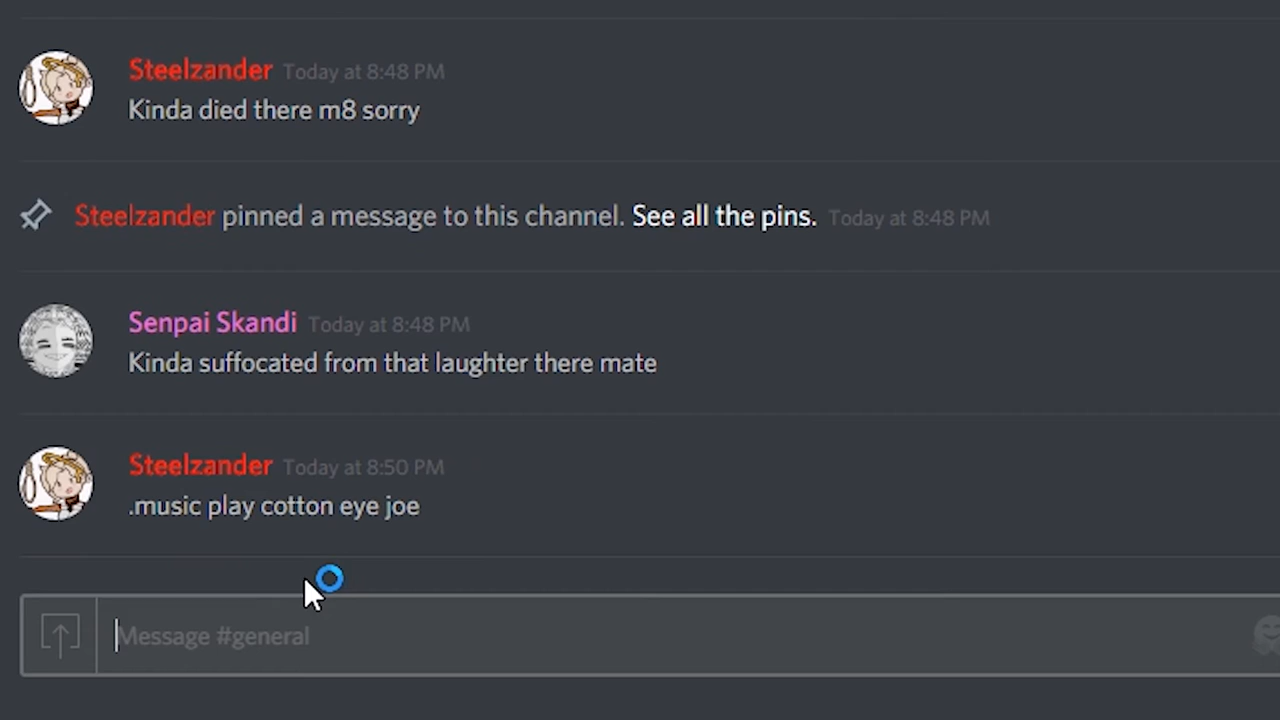 Steelzander Today at 8:48 PM
Kinda died there m8 sorry
Steelzander pinned a message to this channel. See all the pins. Today at 8:48 PM
Senpai Skandi Today at 8:48 PM
Kinda suffocated from that laughter there mate
Steelzander Today at 8:50 PM
.music play cotton eye joe
Message #general